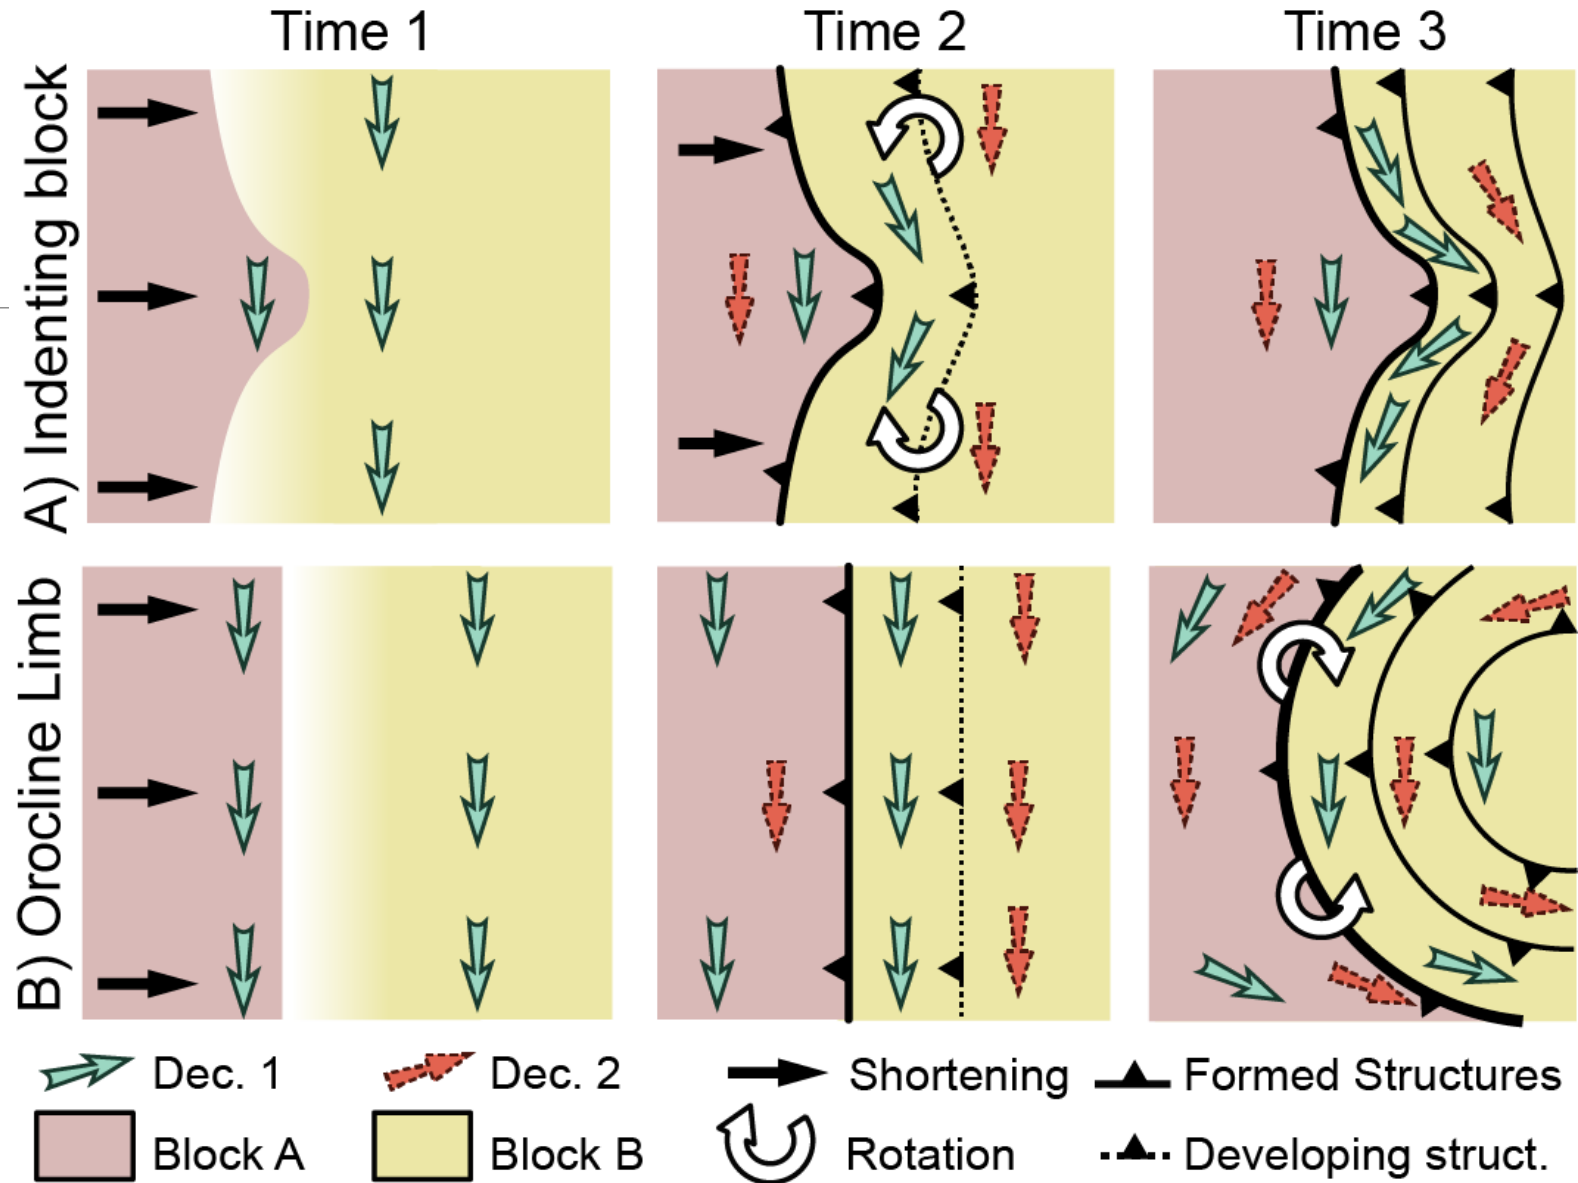 Time 1
Time 2
Time 3
A) Indenting block
B) Orocline Limb
Dec. 1
Dec. 2
Shortening
Formed Structures
Block A
Block B
Rotation
Developing struct.